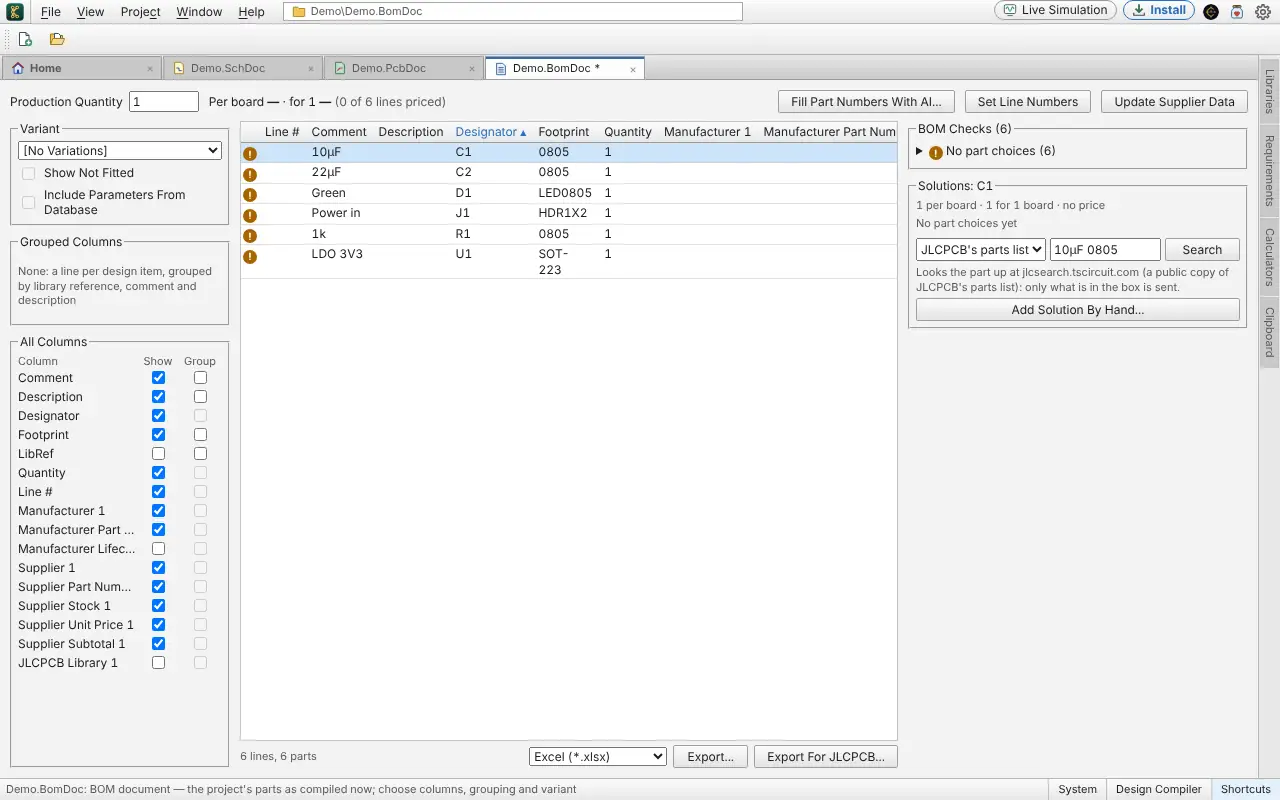 File View Project Window Help Demo\Demo.BomDoc Live Simulation Install
Home × Demo.SchDoc × Demo.PcbDoc × Demo.BomDoc * ×
Production Quantity 1 Per board — · for 1 — (0 of 6 lines priced) Fill Part Numbers With AI... Set Line Numbers Update Supplier Data
Variant
[No Variations]
Show Not Fitted
Include Parameters From
Database
Grouped Columns
None: a line per design item, grouped
by library reference, comment and
description
All Columns
Column Show Group
Comment
Description
Designator
Footprint
LibRef
Quantity
Line #
Manufacturer 1
Manufacturer Part ...
Manufacturer Lifec...
Supplier 1
Supplier Part Num...
Supplier Stock 1
Supplier Unit Price 1
Supplier Subtotal 1
JLCPCB Library 1
Line # Comment Description Designator ▲ Footprint Quantity Manufacturer 1 Manufacturer Part Num
10µF C1 0805 1
22µF C2 0805 1
Green D1 LED0805 1
Power in J1 HDR1X2 1
1k R1 0805 1
LDO 3V3 U1 SOT-
223 1
6 lines, 6 parts Excel (*.xlsx) Export... Export For JLCPCB...
BOM Checks (6)
No part choices (6)
Solutions: C1
1 per board · 1 for 1 board · no price
No part choices yet
JLCPCB's parts list 10µF 0805 Search
Looks the part up at jlcsearch.tscircuit.com (a public copy of
JLCPCB's parts list): only what is in the box is sent.
Add Solution By Hand...
Libraries
Requirements
Calculators
Clipboard
Demo.BomDoc: BOM document — the project's parts as compiled now; choose columns, grouping and variant System Design Compiler Shortcuts